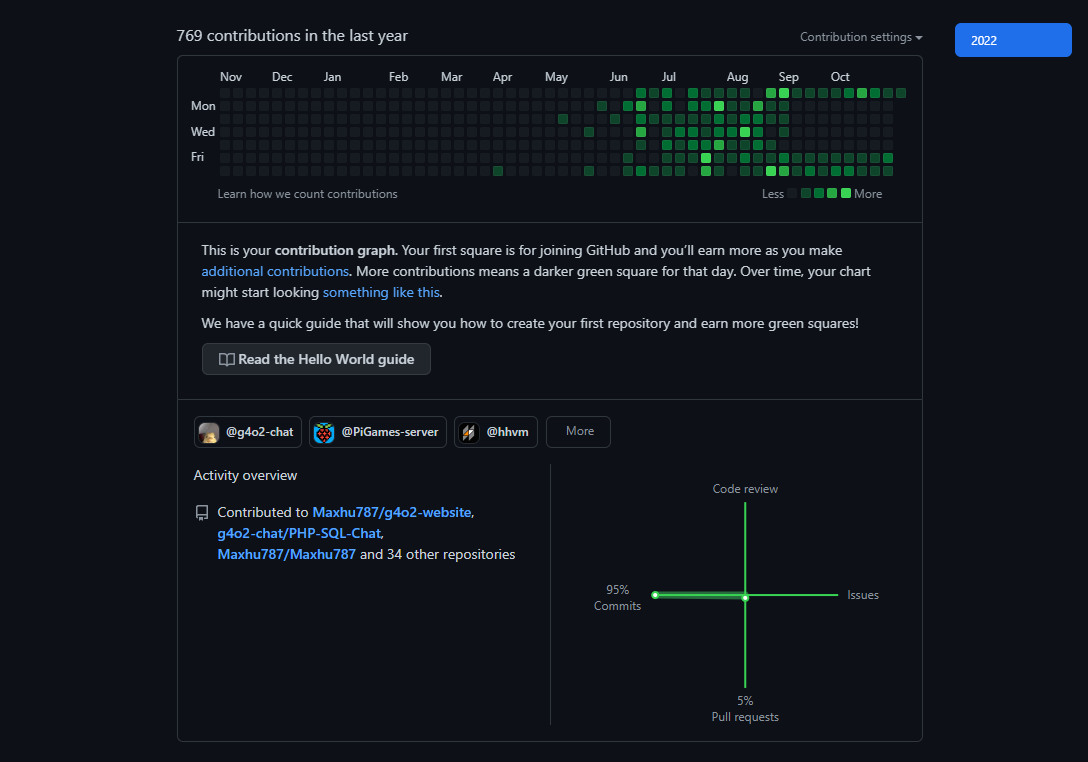 769 contributions in the last year
Contribution settings
2022
Nov Dec Jan Feb Mar Apr May Jun Jul Aug Sep Oct
Mon
Wed
Fri
Learn how we count contributions
Less More
This is your contribution graph. Your first square is for joining GitHub and you’ll earn more as you make
additional contributions. More contributions means a darker green square for that day. Over time, your chart
might start looking something like this.
We have a quick guide that will show you how to create your first repository and earn more green squares!
Read the Hello World guide
@g4o2-chat @PiGames-server @hhvm More
Activity overview
Contributed to Maxhu787/g4o2-website,
g4o2-chat/PHP-SQL-Chat,
Maxhu787/Maxhu787 and 34 other repositories
Code review
95%
Commits
Issues
5%
Pull requests